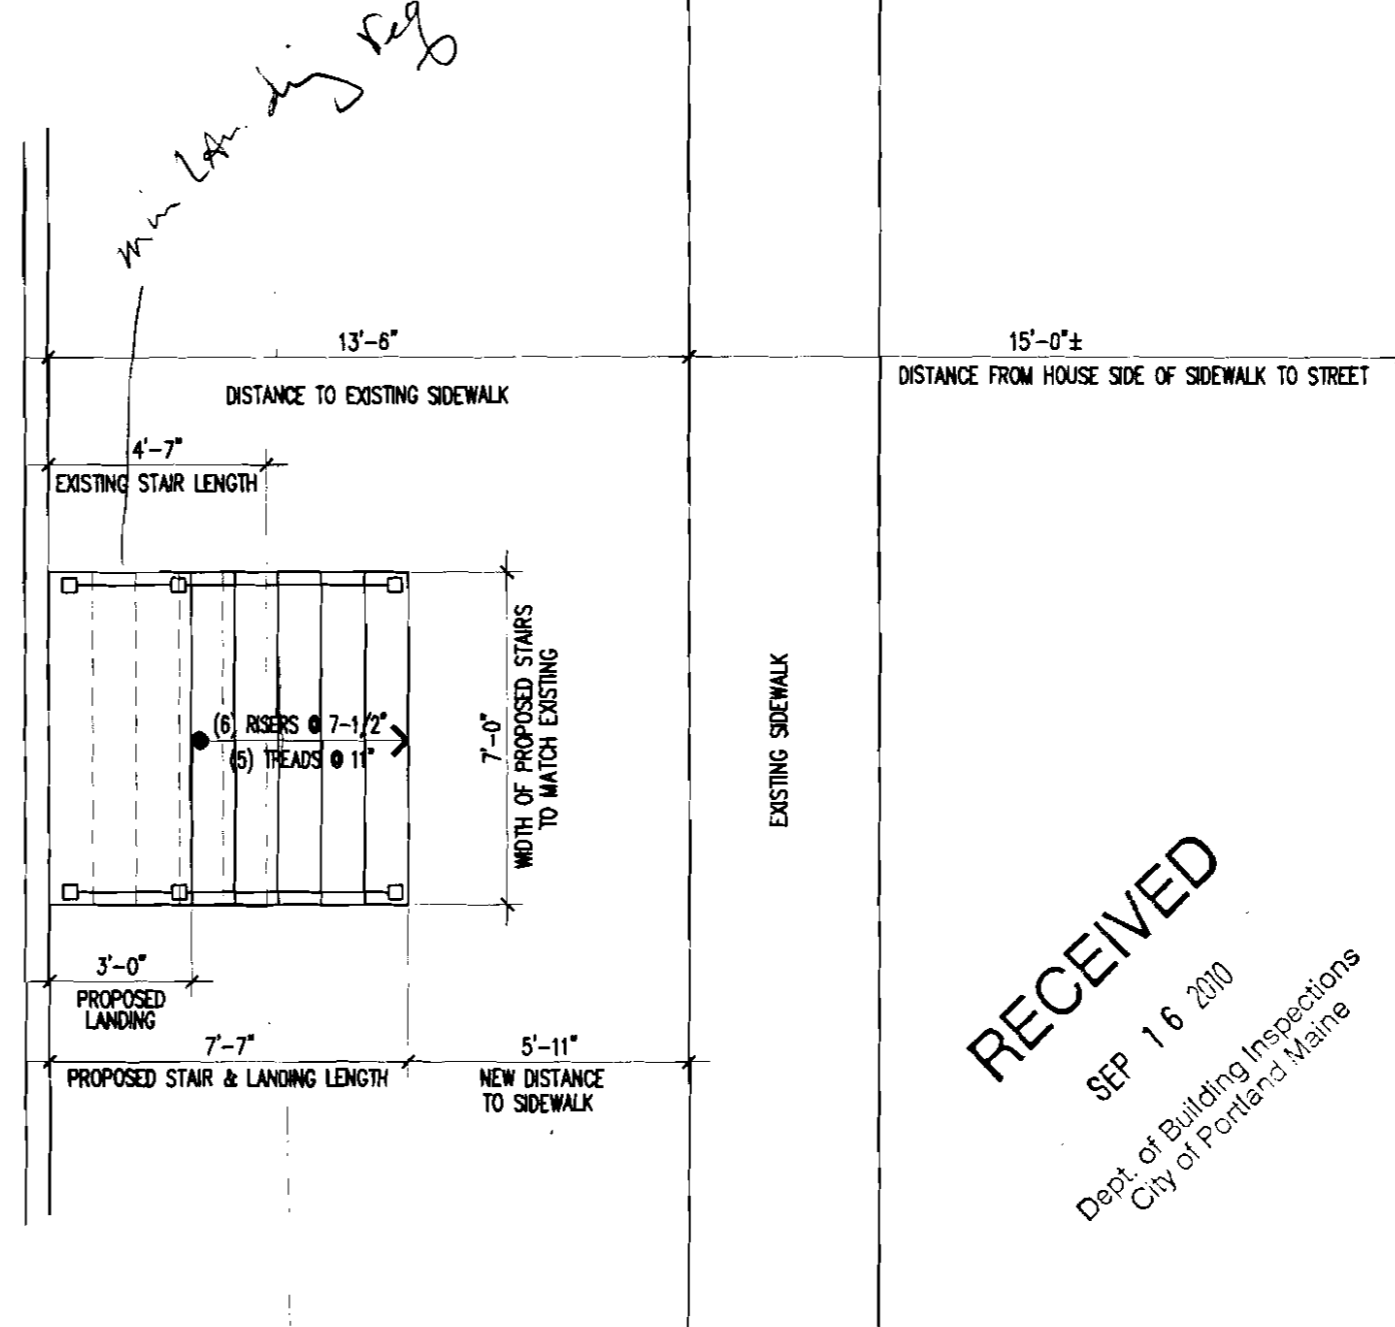 min LAnding req
13'-6"
15'-0"±
DISTANCE TO EXISTING SIDEWALK
DISTANCE FROM HOUSE SIDE OF SIDEWALK TO STREET
4'-7"
EXISTING STAIR LENGTH
(6) RISERS @ 7-1/2"
(5) TREADS @ 11"
7'-0"
WIDTH OF PROPOSED STAIRS
TO MATCH EXISTING
EXISTING SIDEWALK
3'-0"
PROPOSED
LANDING
7'-7"
PROPOSED STAIR & LANDING LENGTH
5'-11"
NEW DISTANCE
TO SIDEWALK
RECEIVED
SEP 16 2010
Dept. of Building Inspections
City of Portland Maine